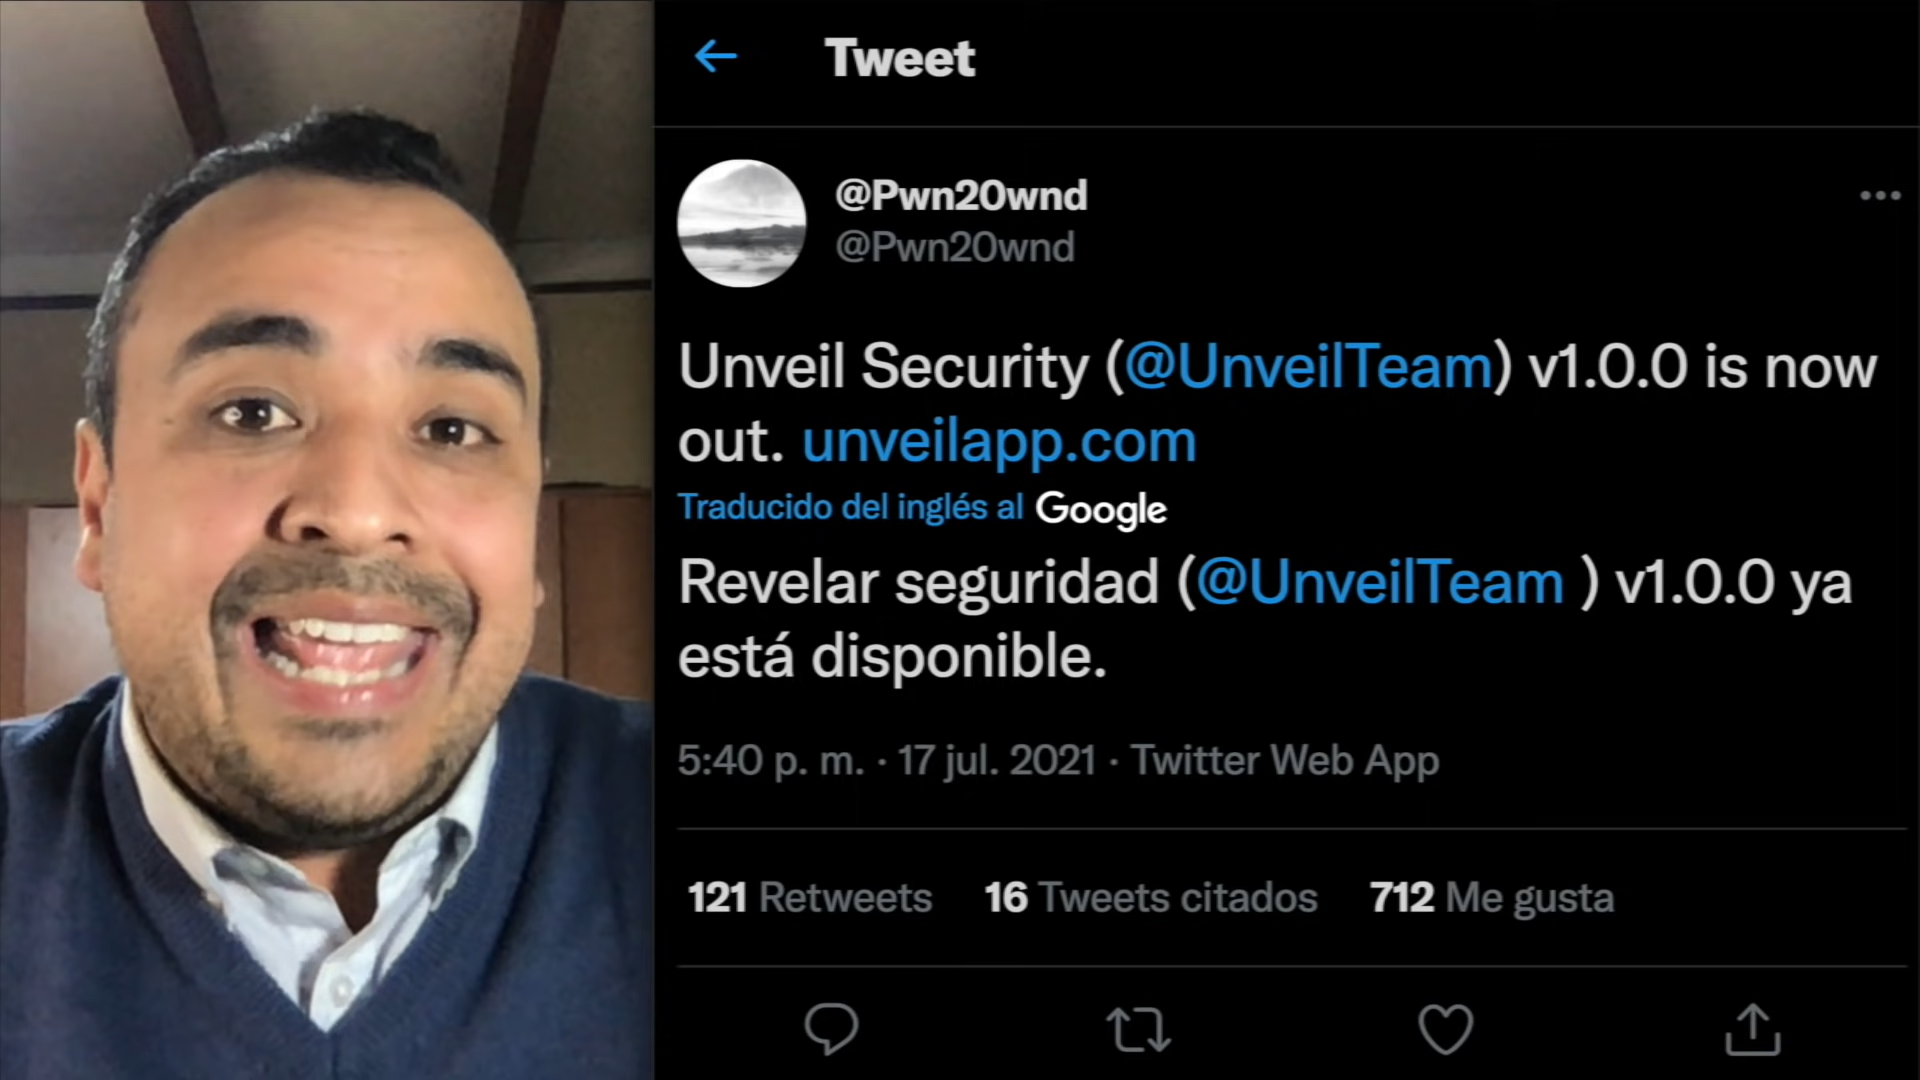 Tweet
@Pwn20wnd
@Pwn20wnd
Unveil Security (@UnveilTeam) v1.0.0 is now
out. unveilapp.com
Traducido del inglés al Google
Revelar seguridad (@UnveilTeam ) v1.0.0 ya
está disponible.
5:40 p. m. · 17 jul. 2021 · Twitter Web App
121 Retweets 16 Tweets citados 712 Me gusta